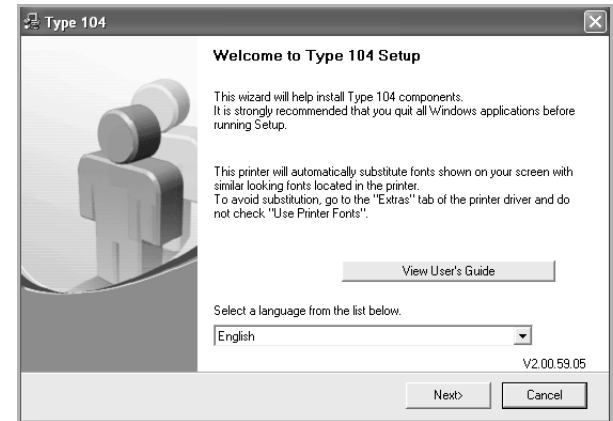 Type 104
Welcome to Type 104 Setup
This wizard will help install Type 104 components.
It is strongly recommended that you quit all Windows applications before
running Setup.
This printer will automatically substitute fonts shown on your screen with
similar looking fonts located in the printer.
To avoid substitution, go to the "Extras" tab of the printer driver and do
not check "Use Printer Fonts".
View User's Guide
Select a language from the list below.
English
V2.00.59.05
Next>
Cancel